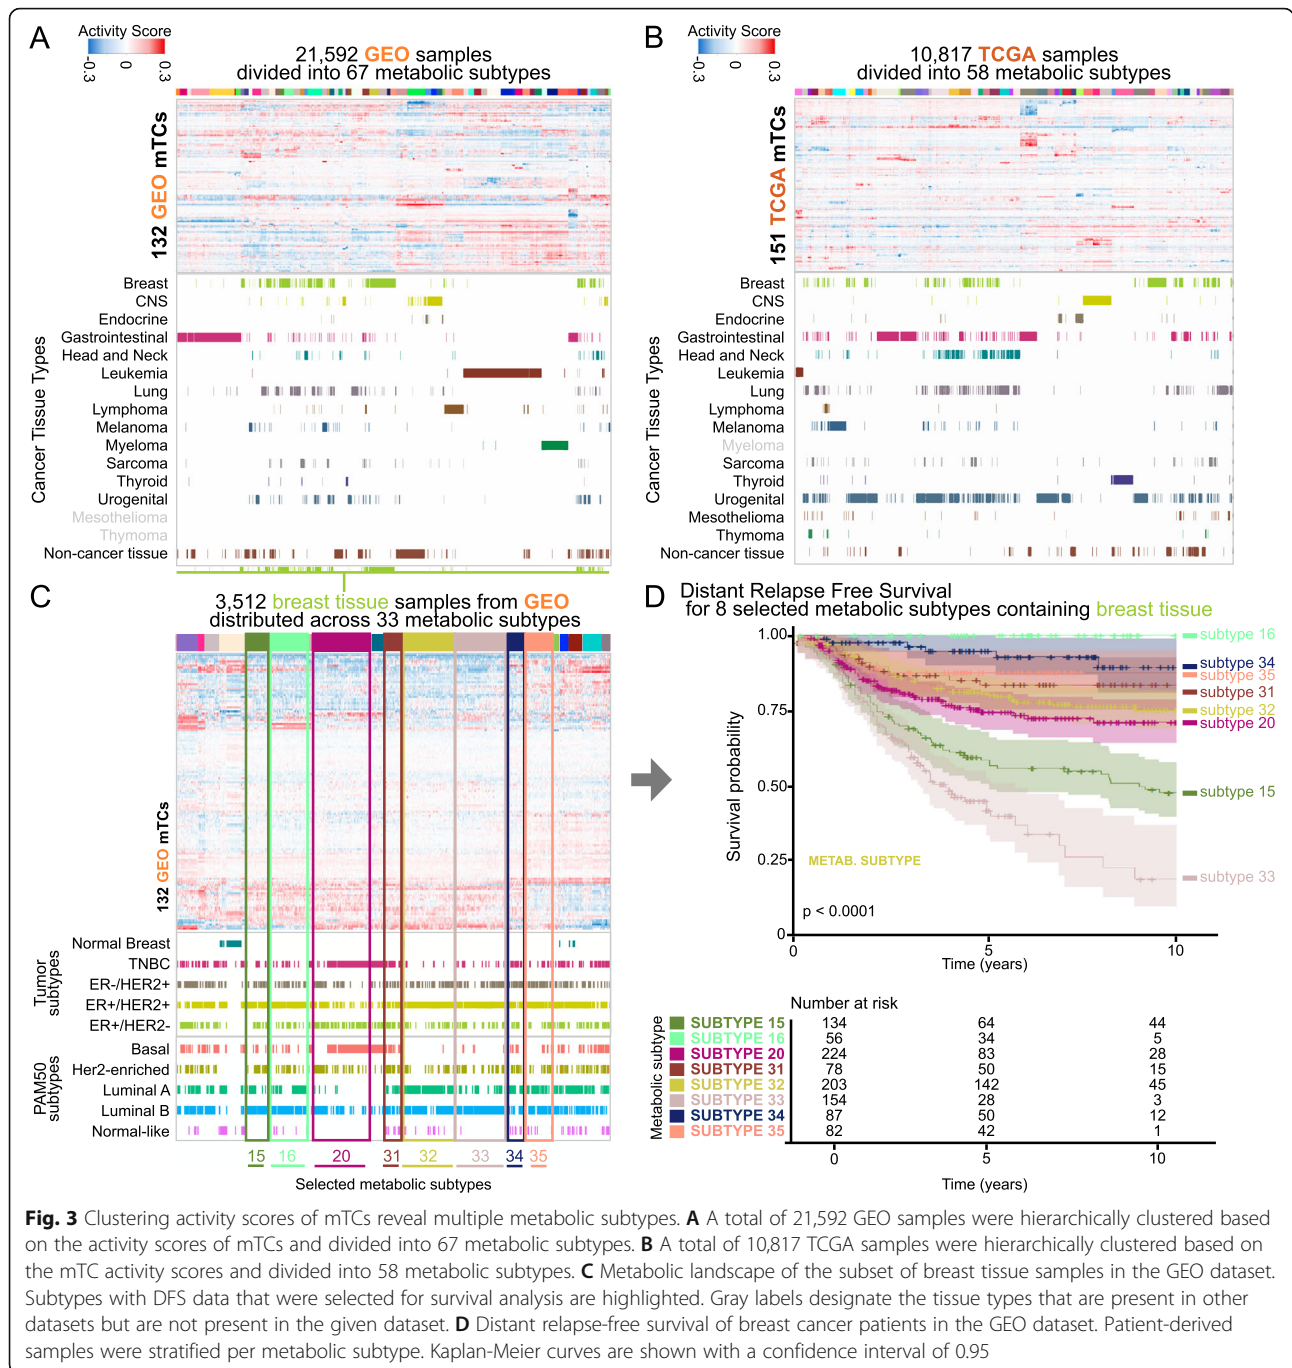 A
Activity Score
-0.3
0
0.3
21,592 GEO samples
divided into 67 metabolic subtypes
132 GEO mTCs
Cancer Tissue Types
Breast
CNS
Endocrine
Gastrointestinal
Head and Neck
Leukemia
Lung
Lymphoma
Melanoma
Myeloma
Sarcoma
Thyroid
Urogenital
Mesothelioma
Thymoma
Non-cancer tissue
B
Activity Score
-0.3
0
0.3
10,817 TCGA samples
divided into 58 metabolic subtypes
151 TCGA mTCs
Cancer Tissue Types
Breast
CNS
Endocrine
Gastrointestinal
Head and Neck
Leukemia
Lung
Lymphoma
Melanoma
Myeloma
Sarcoma
Thyroid
Urogenital
Mesothelioma
Thymoma
Non-cancer tissue
C
3,512 breast tissue samples from GEO
distributed across 33 metabolic subtypes
132 GEO mTCs
Tumor
subtypes
Normal Breast
TNBC
ER-/HER2+
ER+/HER2+
ER+/HER2-
PAM50
subtypes
Basal
Her2-enriched
Luminal A
Luminal B
Normal-like
15 16 20 31 32 33 34 35
Selected metabolic subtypes
D
Distant Relapse Free Survival
for 8 selected metabolic subtypes containing breast tissue
Survival probability
1.00
0.75
0.50
0.25
0
subtype 16
subtype 34
subtype 35
subtype 31
subtype 32
subtype 20
subtype 15
subtype 33
METAB. SUBTYPE
p < 0.0001
0 5 10
Time (years)
Number at risk
Metabolic subtype
SUBTYPE 15 134 64 44
SUBTYPE 16 56 34 5
SUBTYPE 20 224 83 28
SUBTYPE 31 78 50 15
SUBTYPE 32 203 142 45
SUBTYPE 33 154 28 3
SUBTYPE 34 87 50 12
SUBTYPE 35 82 42 1
0 5 10
Time (years)
Fig. 3 Clustering activity scores of mTCs reveal multiple metabolic subtypes. A A total of 21,592 GEO samples were hierarchically clustered based
on the activity scores of mTCs and divided into 67 metabolic subtypes. B A total of 10,817 TCGA samples were hierarchically clustered based on
the mTC activity scores and divided into 58 metabolic subtypes. C Metabolic landscape of the subset of breast tissue samples in the GEO dataset.
Subtypes with DFS data that were selected for survival analysis are highlighted. Gray labels designate the tissue types that are present in other
datasets but are not present in the given dataset. D Distant relapse-free survival of breast cancer patients in the GEO dataset. Patient-derived
samples were stratified per metabolic subtype. Kaplan-Meier curves are shown with a confidence interval of 0.95